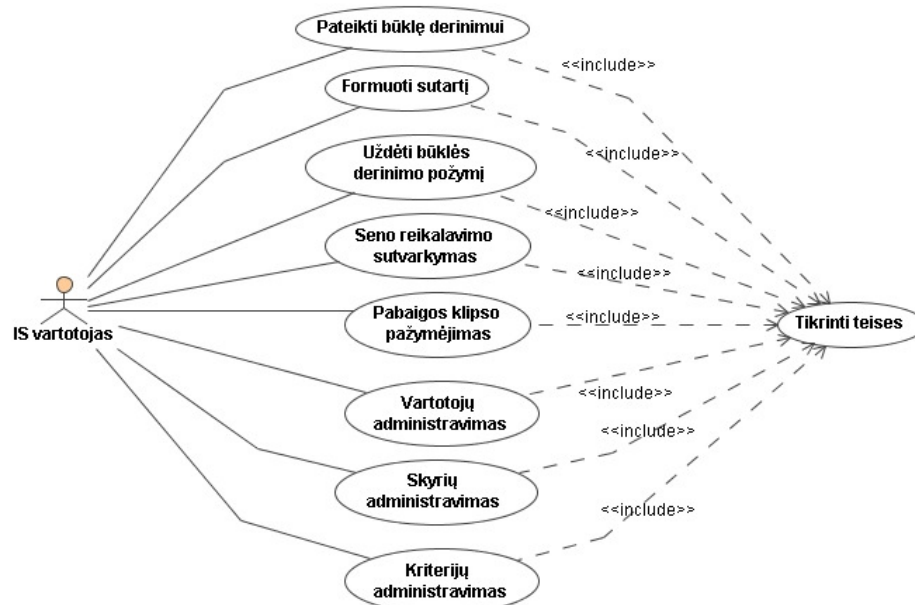 Pateikti būklę derinimui
<<include>>
Formuoti sutartį
<<include>>
Uždėti būklės
derinimo požymį
<<include>>
Seno reikalavimo
sutvarkymas
<<include>>
Pabaigos klipso
pažymėjimas
<<include>>
Tikrinti teises
IS vartotojas
Vartotojų
administravimas
<<include>>
Skyrių
administravimas
<<include>>
Kriterijų
administravimas
<<include>>